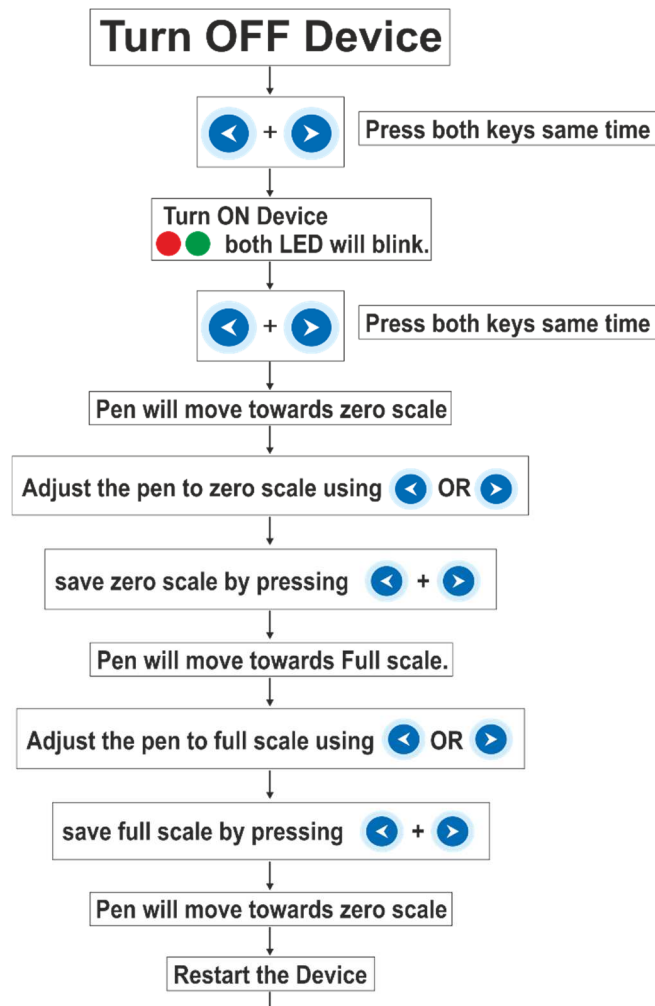 Turn OFF Device
+
Press both keys same time
Turn ON Device
both LED will blink.
+
Press both keys same time
Pen will move towards zero scale
Adjust the pen to zero scale using OR
save zero scale by pressing +
Pen will move towards Full scale.
Adjust the pen to full scale using OR
save full scale by pressing +
Pen will move towards zero scale
Restart the Device